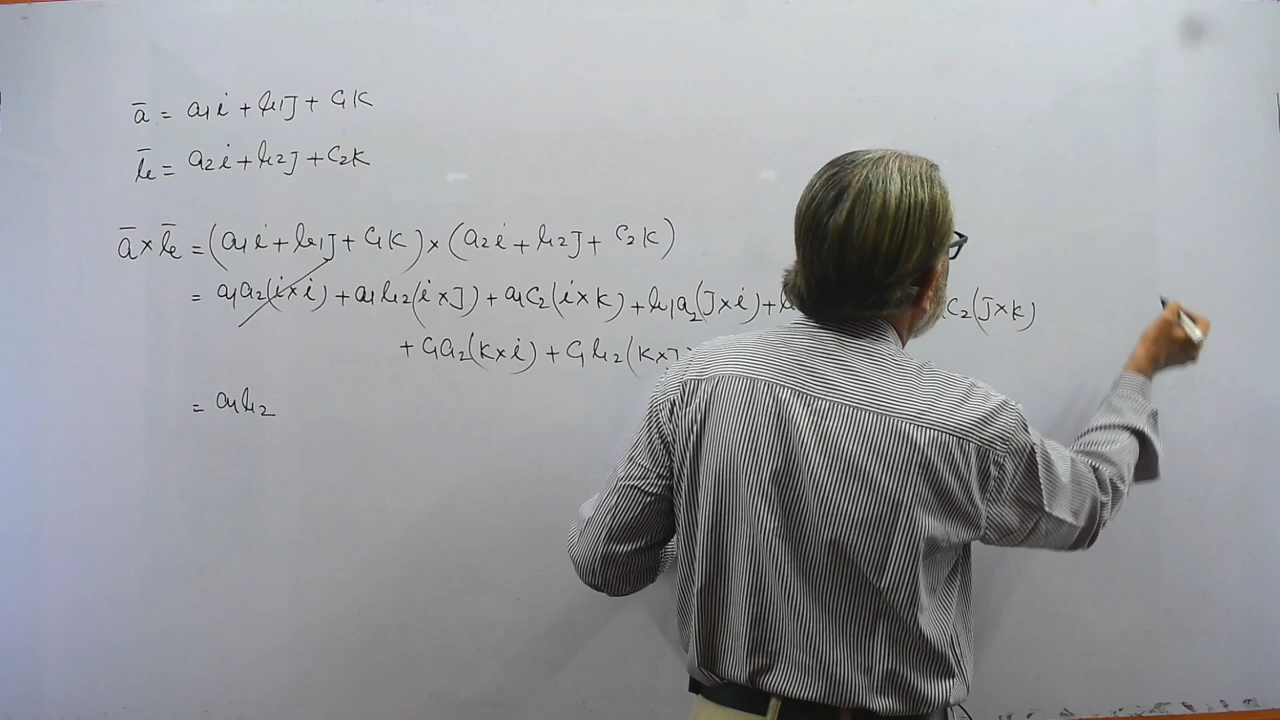 ā = a₁i + b₁j + c₁k
b̄ = a₂i + b₂j + c₂k
ā × b̄ = (a₁i + b₁j + c₁k) × (a₂i + b₂j + c₂k)
= a₁a₂(i×i) + a₁b₂(i×j) + a₁c₂(i×k) + b₁a₂(j×i) + c₂(j×k)
+ c₁a₂(k×i) + c₁b₂(k×j
= a₁b₂